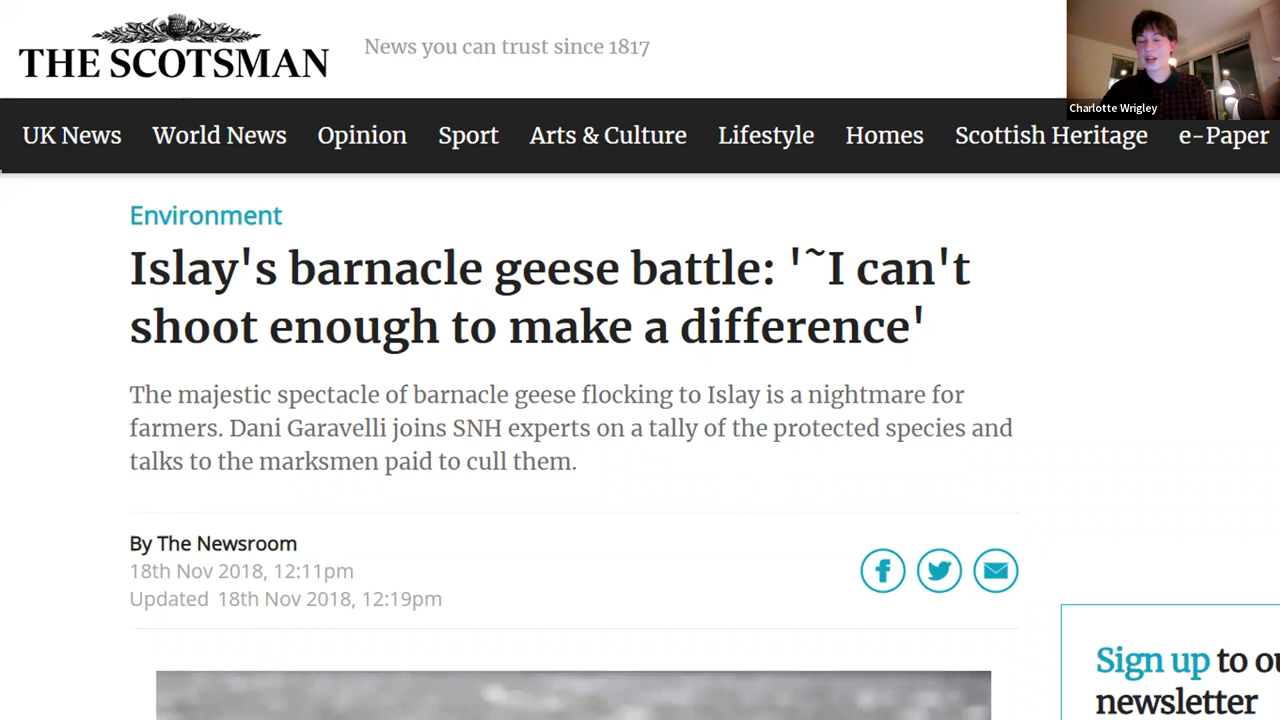 THE SCOTSMAN
News you can trust since 1817
Charlotte Wrigley
UK News World News Opinion Sport Arts & Culture Lifestyle Homes Scottish Heritage e-Paper
Environment
Islay's barnacle geese battle: '˜I can't
shoot enough to make a difference'
The majestic spectacle of barnacle geese flocking to Islay is a nightmare for
farmers. Dani Garavelli joins SNH experts on a tally of the protected species and
talks to the marksmen paid to cull them.
By The Newsroom
18th Nov 2018, 12:11pm
Updated 18th Nov 2018, 12:19pm
Sign up to ou
newsletter